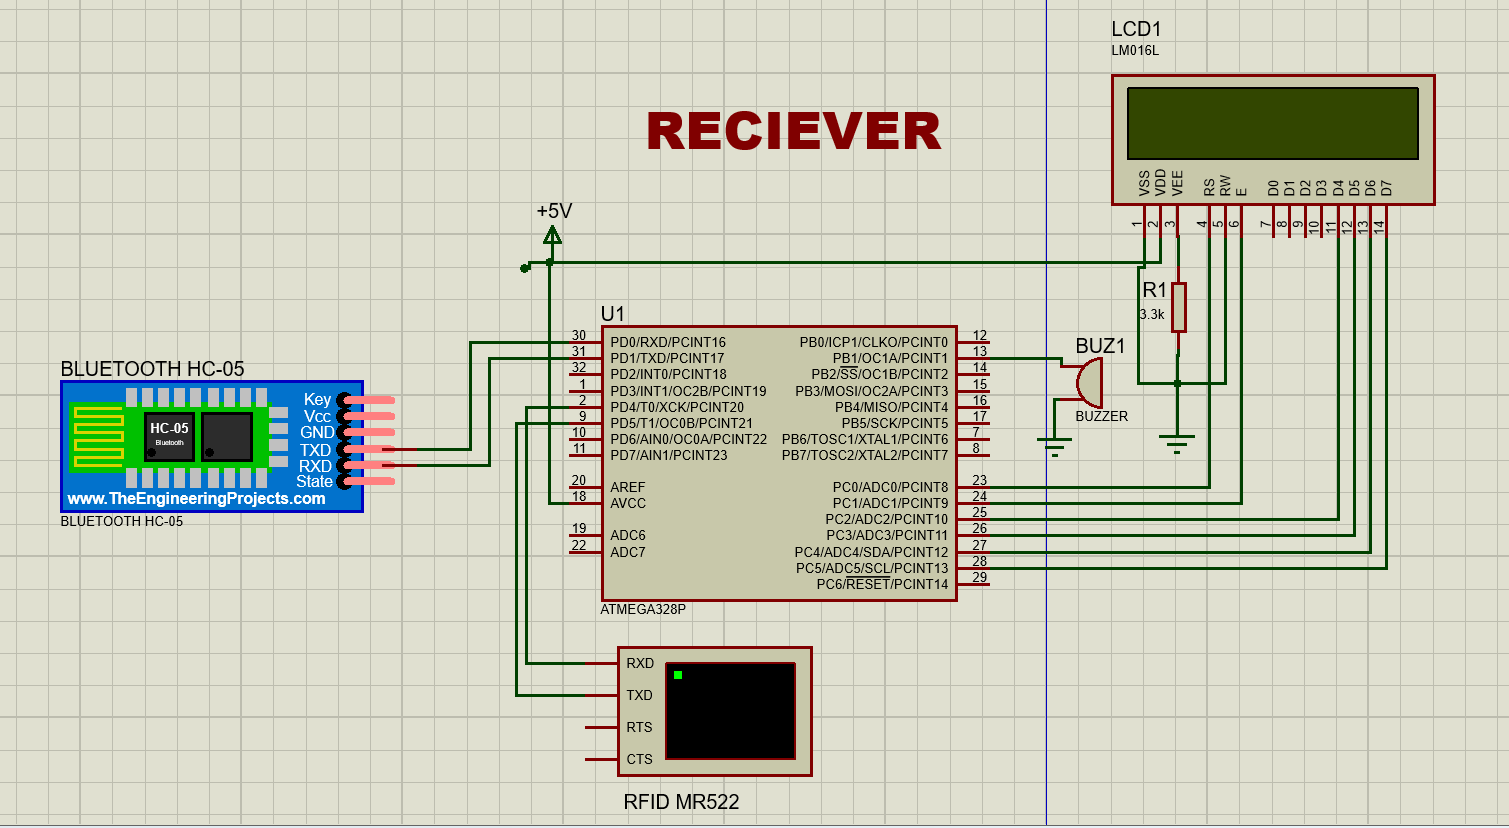 LCD1
LM016L
RECIEVER
VSS
VDD
VEE
RS
RW
E
D0
D1
D2
D3
D4
D5
D6
D7
1
2
3
4
5
6
7
8
9
10
11
12
13
14
+5V
R1
3.3k
U1
30 PD0/RXD/PCINT16
31 PD1/TXD/PCINT17
32 PD2/INT0/PCINT18
1 PD3/INT1/OC2B/PCINT19
2 PD4/T0/XCK/PCINT20
9 PD5/T1/OC0B/PCINT21
10 PD6/AIN0/OC0A/PCINT22
11 PD7/AIN1/PCINT23
20 AREF
18 AVCC
19 ADC6
22 ADC7
PB0/ICP1/CLKO/PCINT0 12
PB1/OC1A/PCINT1 13
PB2/SS/OC1B/PCINT2 14
PB3/MOSI/OC2A/PCINT3 15
PB4/MISO/PCINT4 16
PB5/SCK/PCINT5 17
PB6/TOSC1/XTAL1/PCINT6 7
PB7/TOSC2/XTAL2/PCINT7 8
PC0/ADC0/PCINT8 23
PC1/ADC1/PCINT9 24
PC2/ADC2/PCINT10 25
PC3/ADC3/PCINT11 26
PC4/ADC4/SDA/PCINT12 27
PC5/ADC5/SCL/PCINT13 28
PC6/RESET/PCINT14 29
ATMEGA328P
BUZ1
BUZZER
BLUETOOTH HC-05
HC-05
Bluetooth
Key
Vcc
GND
TXD
RXD
State
www.TheEngineeringProjects.com
BLUETOOTH HC-05
RXD
TXD
RTS
CTS
RFID MR522